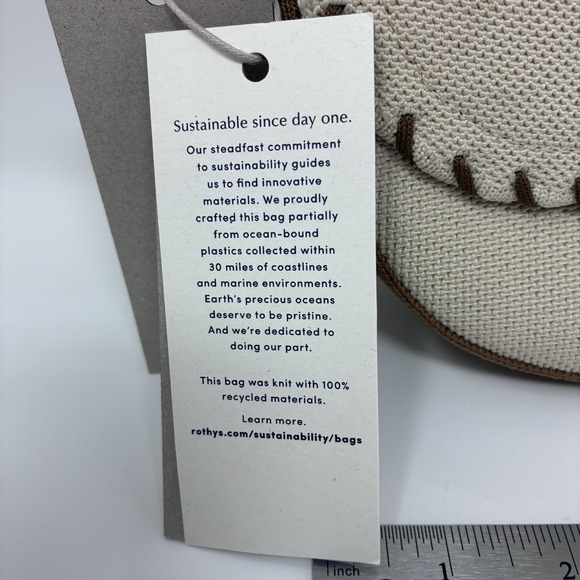 Sustainable since day one.
Our steadfast commitment
to sustainability guides
us to find innovative
materials. We proudly
crafted this bag partially
from ocean-bound
plastics collected within
30 miles of coastlines
and marine environments.
Earth's precious oceans
deserve to be pristine.
And we're dedicated to
doing our part.
This bag was knit with 100%
recycled materials.
Learn more.
rothys.com/sustainability/bags
inch 1 2